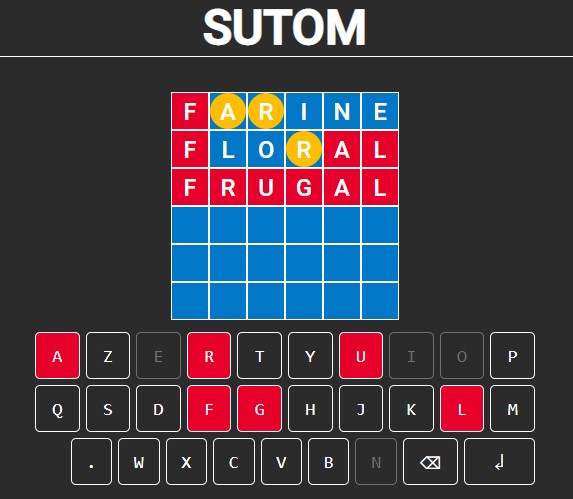 SUTOM
F A R I N E
F L O R A L
F R U G A L
A Z E R T Y U I O P
Q S D F G H J K L M
. W X C V B N ⌫ ↲